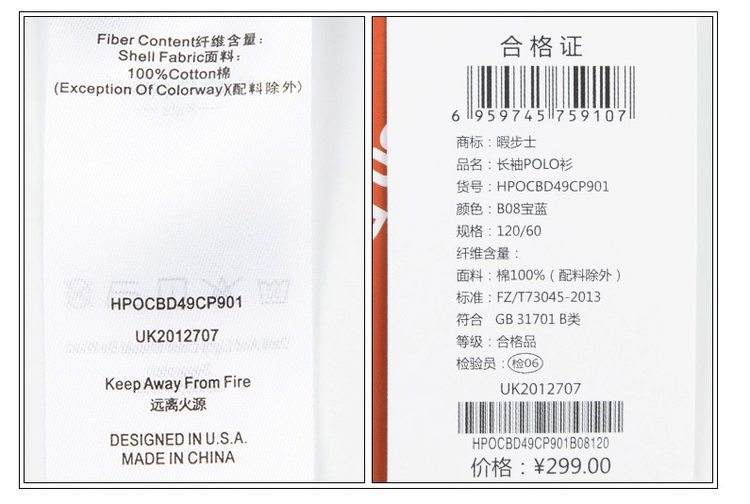 Fiber Content纤维含量:
Shell Fabric面料:
100%Cotton棉
(Exception Of Colorway)(配料除外)
HPOCBD49CP901
UK2012707
Keep Away From Fire
远离火源
DESIGNED IN U.S.A.
MADE IN CHINA
合格证
6 959745 759107
商标：暇步士
品名：长袖POLO衫
货号：HPOCBD49CP901
颜色：B08宝蓝
规格：120/60
纤维含量：
面料：棉100%（配料除外）
标准：FZ/T73045-2013
符合 GB 31701 B类
等级：合格品
检验员：检06
UK2012707
HPOCBD49CP901B08120
价格：¥299.00